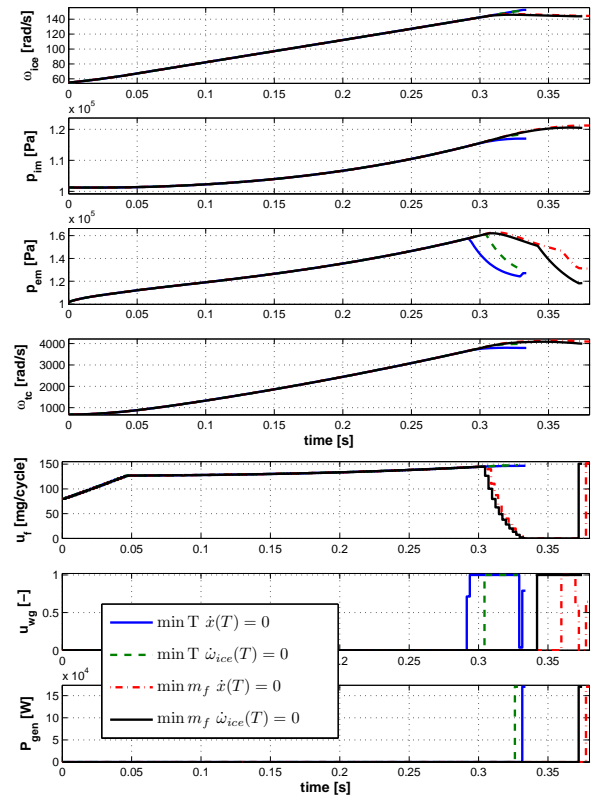 ω_ice [rad/s]
140
120
100
80
60
0 0.05 0.1 0.15 0.2 0.25 0.3 0.35
x 10^5
p_im [Pa]
1.2
1.1
1
0 0.05 0.1 0.15 0.2 0.25 0.3 0.35
x 10^5
p_em [Pa]
1.6
1.4
1.2
1
0 0.05 0.1 0.15 0.2 0.25 0.3 0.35
ω_tc [rad/s]
4000
3000
2000
1000
0 0.05 0.1 0.15 0.2 0.25 0.3 0.35
time [s]
u_f [mg/cycle]
150
100
50
0
0 0.05 0.1 0.15 0.2 0.25 0.3 0.35
u_wg [-]
1
0.5
0
0 0.05 0.1 0.15 0.2 0.25 0.3 0.35
min T ẋ(T) = 0
min T ω̇_ice(T) = 0
min m_f ẋ(T) = 0
min m_f ω̇_ice(T) = 0
x 10^4
P_gen [W]
15
10
5
0
0 0.05 0.1 0.15 0.2 0.25 0.3 0.35
time [s]